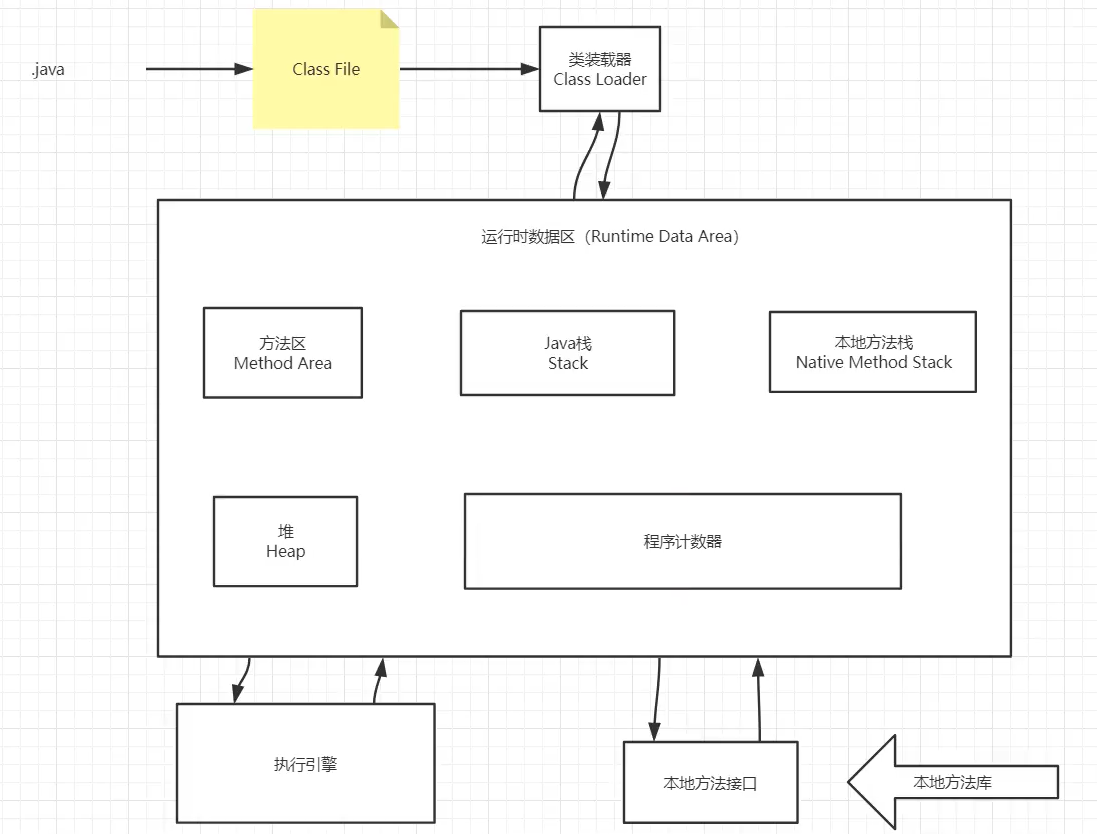 .java
Class File
类装载器
Class Loader
运行时数据区（Runtime Data Area）
方法区
Method Area
Java栈
Stack
本地方法栈
Native Method Stack
堆
Heap
程序计数器
执行引擎
本地方法接口
本地方法库